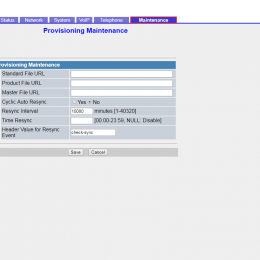 Status Network System VoIP Telephone Maintenance
Provisioning Maintenance
rovisioning Maintenance
Standard File URL
Product File URL
Master File URL
Cyclic Auto Resync Yes No
Resync Interval minutes [1-40320]
Time Resync [00:00-23:59, NULL: Disable]
Header Value for Resync
Event check-sync
Save Cancel